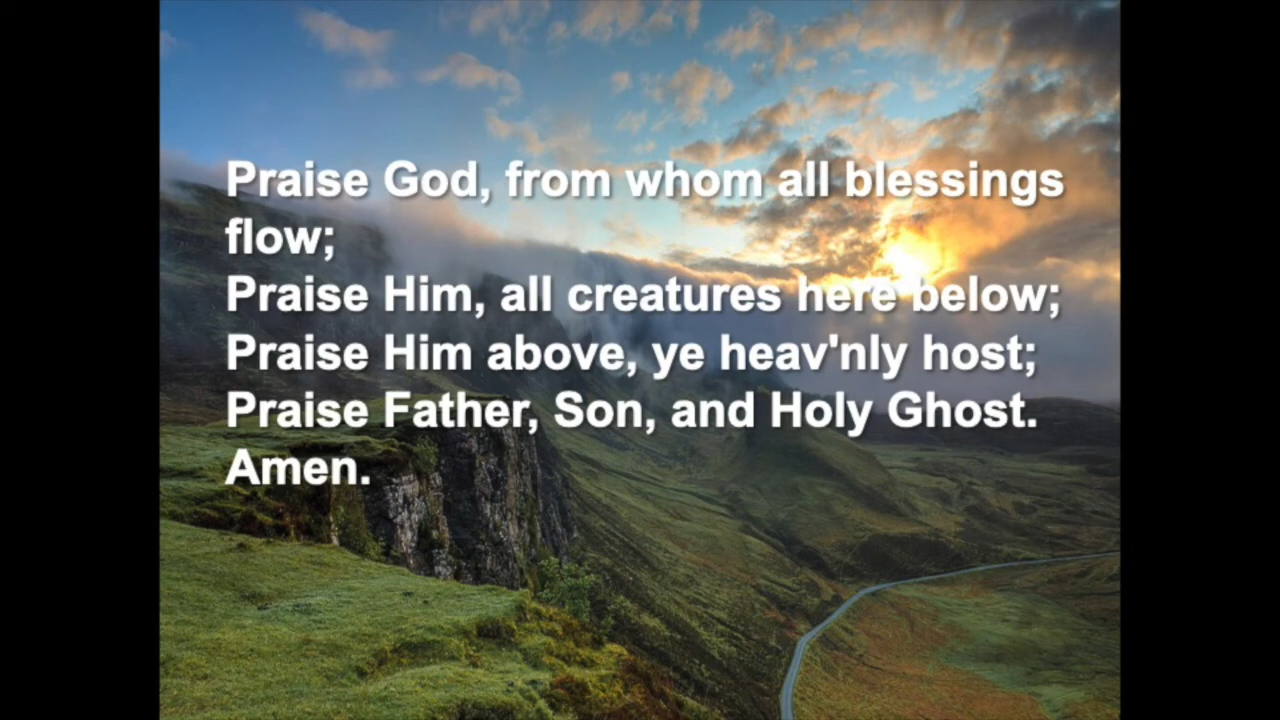 Praise God, from whom all blessings
flow;
Praise Him, all creatures here below;
Praise Him above, ye heav'nly host;
Praise Father, Son, and Holy Ghost.
Amen.